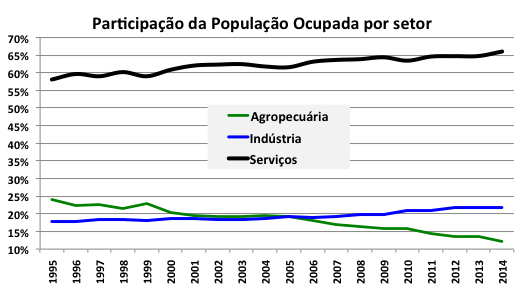 Participação da População Ocupada por setor
70%
65%
60%
55%
50%
45%
40%
35%
30%
25%
20%
15%
10%
Agropecuária
Indústria
Serviços
1995 1996 1997 1998 1999 2000 2001 2002 2003 2004 2005 2006 2007 2008 2009 2010 2011 2012 2013 2014